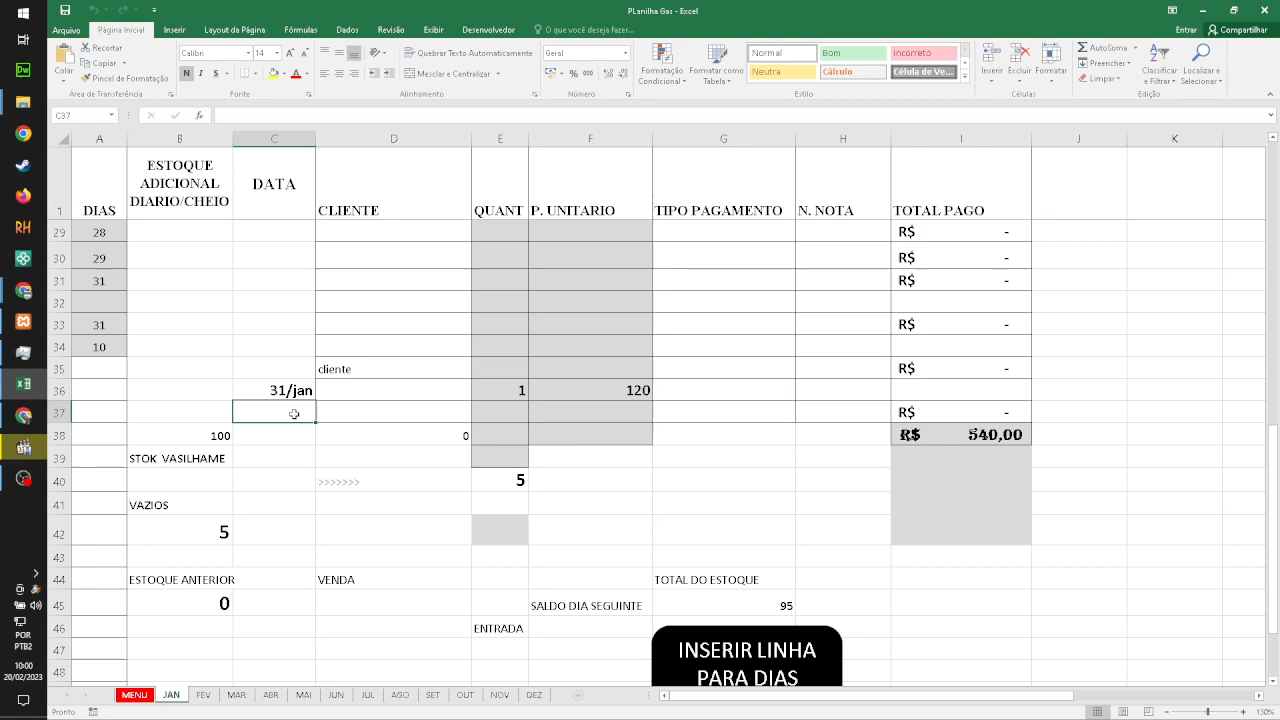 PLanilha Gas - Excel
Arquivo Página Inicial Inserir Layout da Página Fórmulas Dados Revisão Exibir Desenvolvedor Diga-me o que você deseja fazer... Entrar Compartilhar
Colar
Recortar
Copiar
Pincel de Formatação
Área de Transferência
Calibri 14
N I S
Fonte
Quebrar Texto Automaticamente
Mesclar e Centralizar
Alinhamento
Geral
% 000
Número
Formatação Condicional
Formatar como Tabela
Normal Bom Incorreto
Neutra Cálculo Célula de Ve...
Estilo
Inserir Excluir Formatar
Células
AutoSoma
Preencher
Limpar
Classificar e Filtrar
Localizar e Selecionar
Edição
C37 fx
A B C D E F G H I J K
1 DIAS ESTOQUE ADICIONAL DIARIO/CHEIO DATA CLIENTE QUANT P. UNITARIO TIPO PAGAMENTO N. NOTA TOTAL PAGO
29 28 R$ -
30 29 R$ -
31 31 R$ -
32
33 31 R$ -
34 10
35 cliente R$ -
36 31/jan 1 120
37 R$ -
38 100 0 R$ 540,00
39 STOK VASILHAME
40 >>>>>>> 5
41 VAZIOS
42 5
43
44 ESTOQUE ANTERIOR VENDA TOTAL DO ESTOQUE
45 0 SALDO DIA SEGUINTE 95
46 ENTRADA
47
48
INSERIR LINHA
PARA DIAS
MENU JAN FEV MAR ABR MAI JUN JUL AGO SET OUT NOV DEZ
Pronto
130%
Dw
RH
POR
PTB2
10:00
20/02/2023